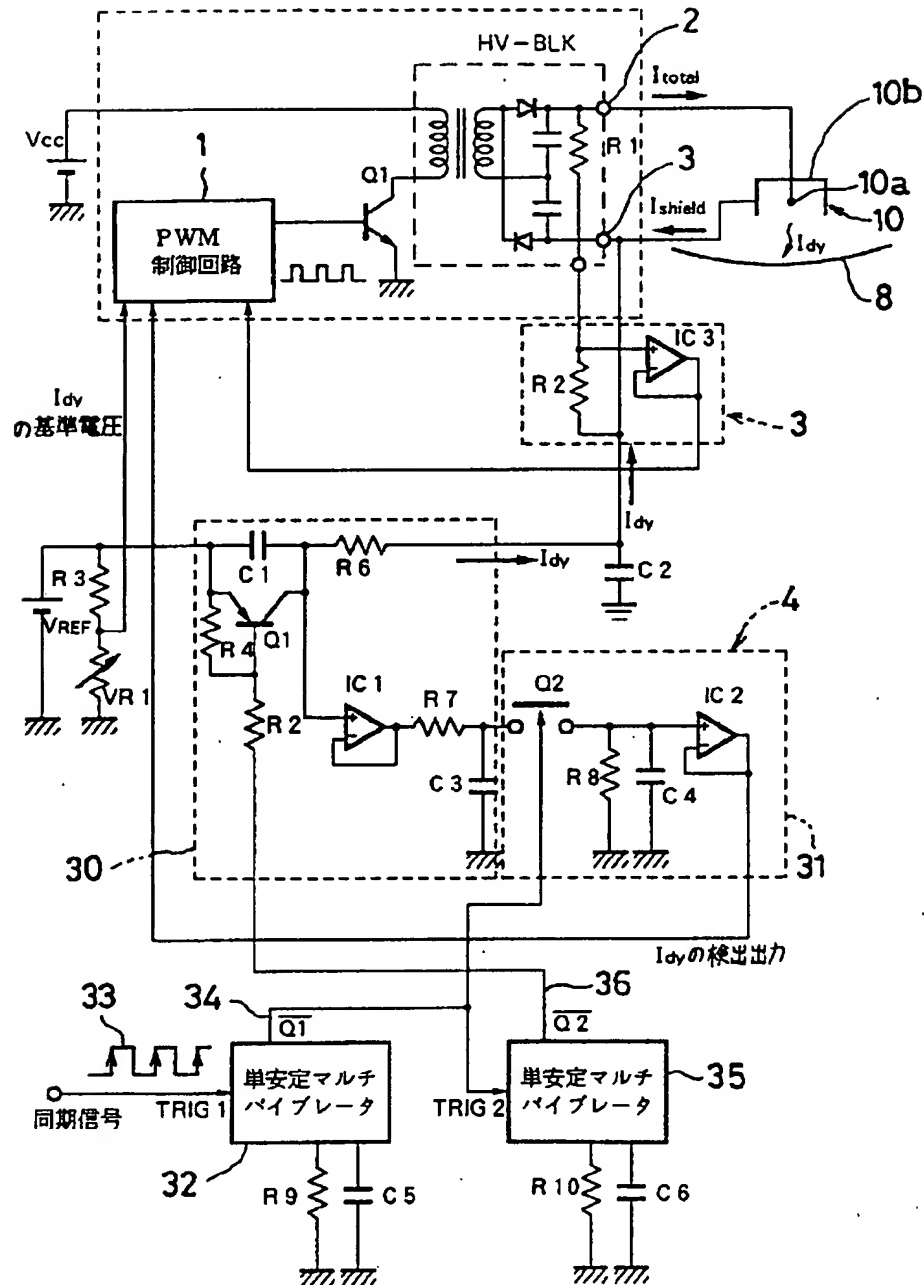 HV-BLK
2
Itotal
10b
Vcc
1
Q1
R1
3
10a
Ishield
10
PWM
制御回路
Idy
8
IC3
R2
3
Idy
の基準電圧
Idy
C1
R6
Idy
C2
R3
4
VREF
R4
Q1
VR1
IC1
R7
Q2
IC2
R2
C3
R8
C4
30
31
Idyの検出出力
34
36
33
Q1
Q2
単安定マルチ
バイブレータ
単安定マルチ
バイブレータ
35
TRIG1
TRIG2
同期信号
32
R9
C5
R10
C6